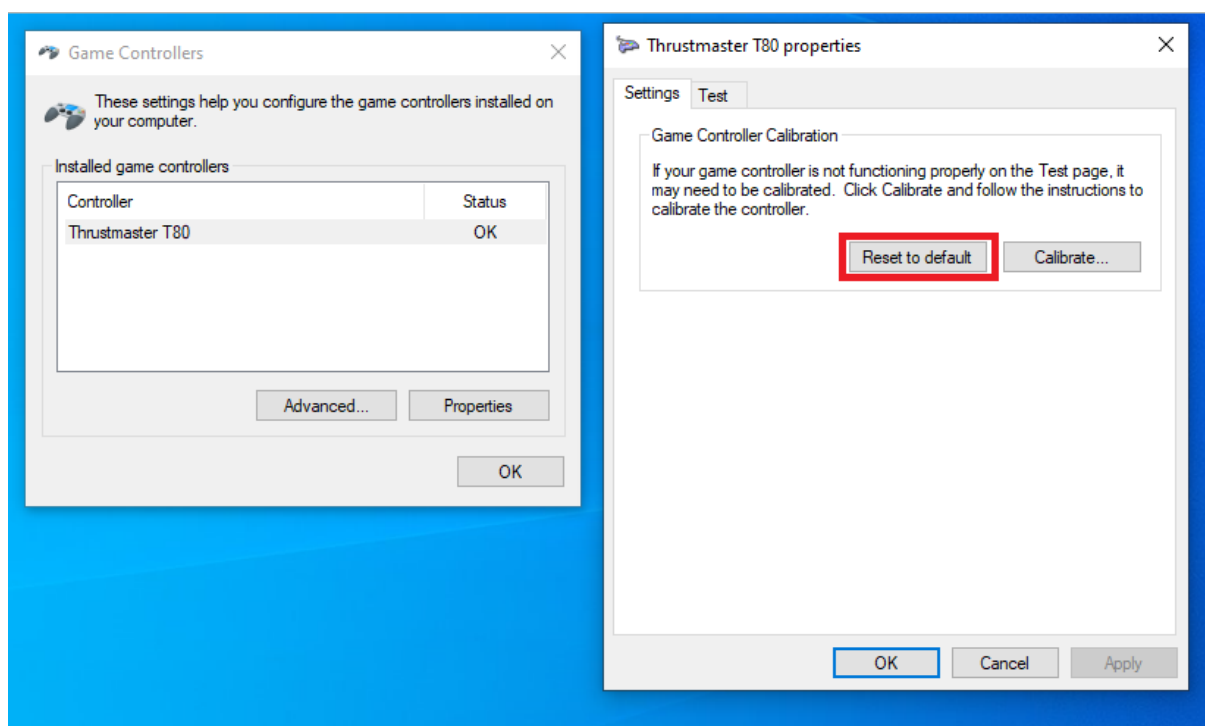 Game Controllers
These settings help you configure the game controllers installed on
your computer.
Installed game controllers
Controller Status
Thrustmaster T80 OK
Advanced... Properties
OK
Thrustmaster T80 properties
Settings Test
Game Controller Calibration
If your game controller is not functioning properly on the Test page, it
may need to be calibrated. Click Calibrate and follow the instructions to
calibrate the controller.
Reset to default Calibrate...
OK Cancel Apply